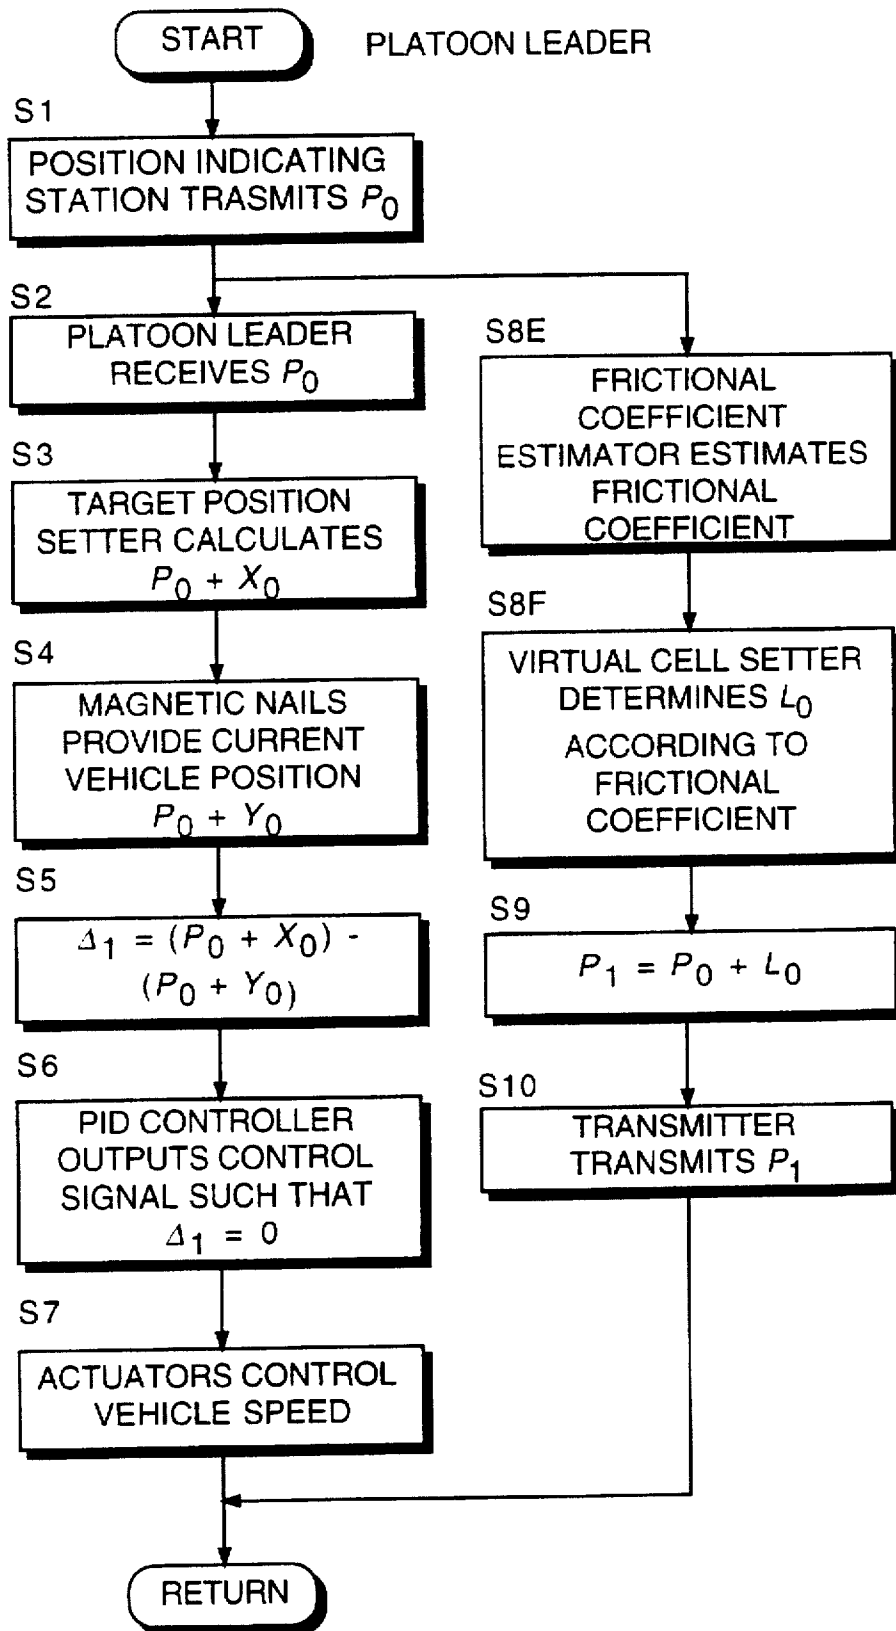 START
PLATOON LEADER
S1
POSITION INDICATING
STATION TRASMITS P0
S2
PLATOON LEADER
RECEIVES P0
S3
TARGET POSITION
SETTER CALCULATES
P0 + X0
S4
MAGNETIC NAILS
PROVIDE CURRENT
VEHICLE POSITION
P0 + Y0
S5
Δ1 = (P0 + X0) -
(P0 + Y0)
S6
PID CONTROLLER
OUTPUTS CONTROL
SIGNAL SUCH THAT
Δ1 = 0
S7
ACTUATORS CONTROL
VEHICLE SPEED
S8E
FRICTIONAL
COEFFICIENT
ESTIMATOR ESTIMATES
FRICTIONAL
COEFFICIENT
S8F
VIRTUAL CELL SETTER
DETERMINES L0
ACCORDING TO
FRICTIONAL
COEFFICIENT
S9
P1 = P0 + L0
S10
TRANSMITTER
TRANSMITS P1
RETURN